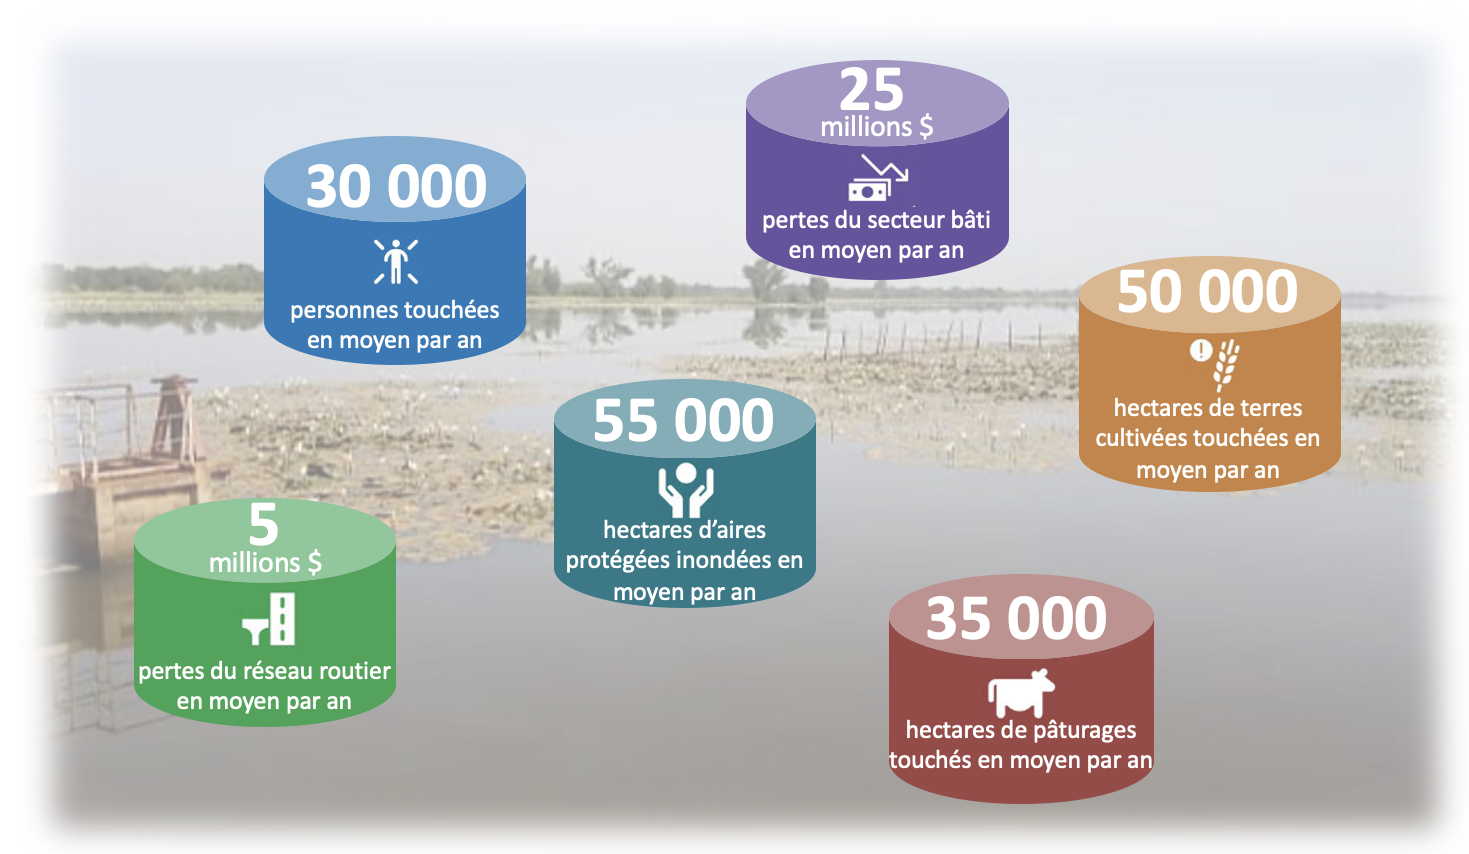 25
millions $
pertes du secteur bâti
en moyen par an
30 000
personnes touchées
en moyen par an
50 000
hectares de terres
cultivées touchées en
moyen par an
55 000
hectares d’aires
protégées inondées en
moyen par an
5
millions $
pertes du réseau routier
en moyen par an
35 000
hectares de pâturages
touchés en moyen par an